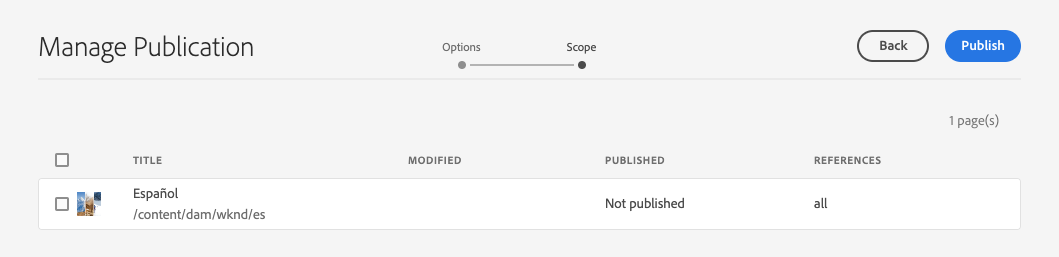 Manage Publication
Options
Scope
Back
Publish
1 page(s)
TITLE MODIFIED PUBLISHED REFERENCES
Español
/content/dam/wknd/es
Not published
all